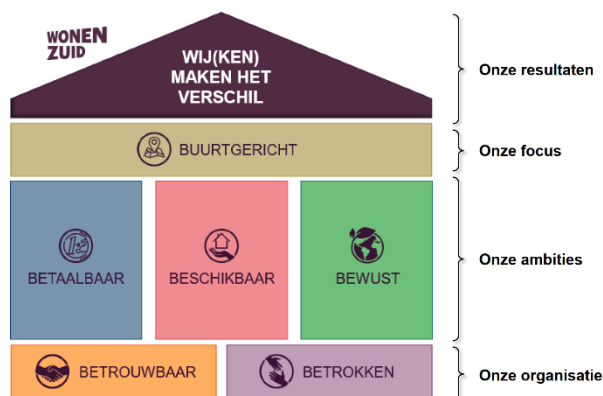 WONEN
ZUID
WIJ(KEN)
MAKEN HET
VERSCHIL
Onze resultaten
BUURTGERICHT
Onze focus
BETAALBAAR
BESCHIKBAAR
BEWUST
Onze ambities
BETROUWBAAR
BETROKKEN
Onze organisatie